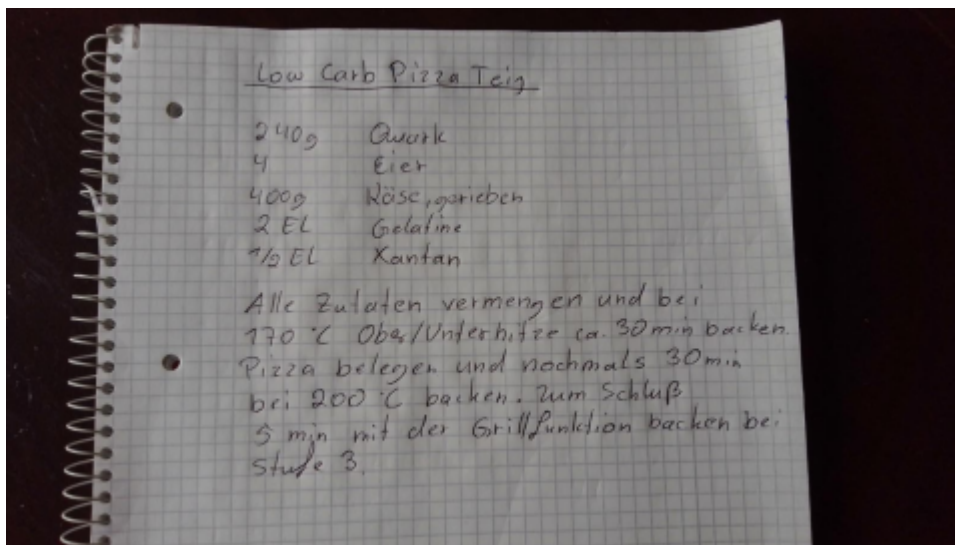 Low Carb Pizza Teig
240g Quark
4 Eier
400g Käse, gerieben
2 EL Gelatine
1/2 EL Xantan
Alle Zutaten vermengen und bei
170 °C Ober/Unterhitze ca. 30 min backen.
Pizza belegen und nochmals 30 min
bei 200 °C backen. Zum Schluß
5 min mit der Grillfunktion backen bei
Stufe 3.